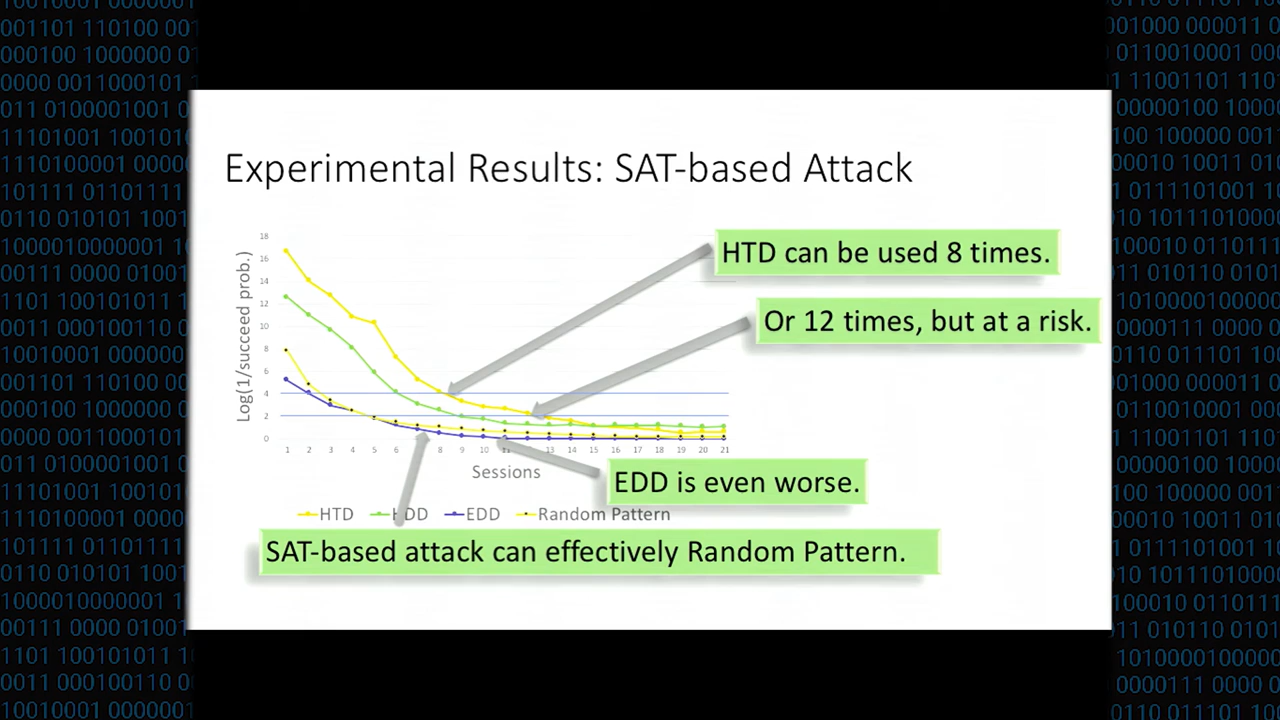 Experimental Results: SAT-based Attack
HTD can be used 8 times.
Or 12 times, but at a risk.
Log(1/succeed prob.)
18
16
14
12
10
8
6
4
2
0
1 2 3 4 5 6 8 9 10 11 12 13 14 15 16 17 18 19 20 21
Sessions
EDD is even worse.
HTD HDD EDD Random Pattern
SAT-based attack can effectively Random Pattern.